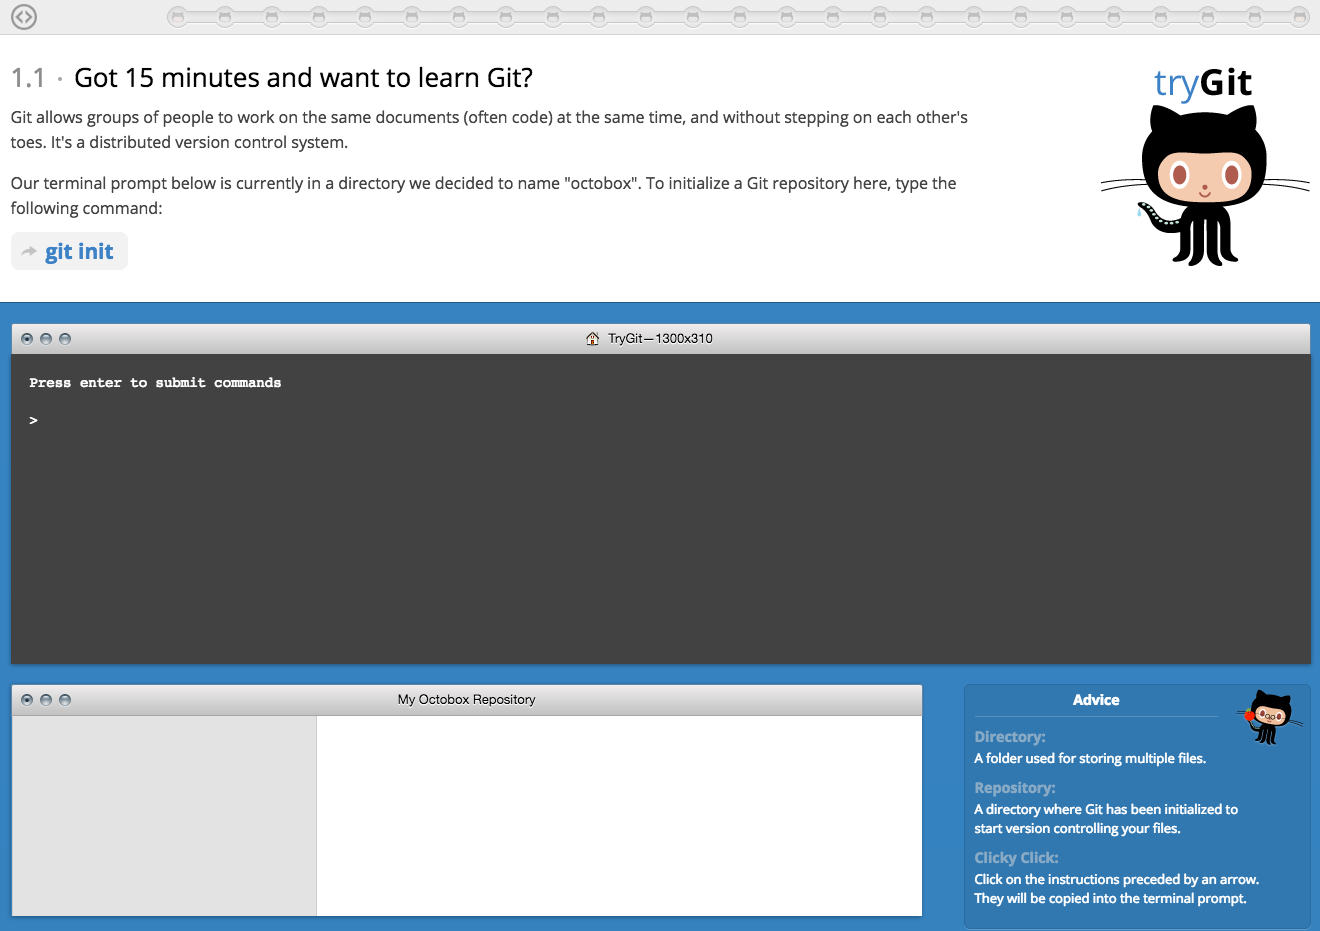 1.1 · Got 15 minutes and want to learn Git?
tryGit
Git allows groups of people to work on the same documents (often code) at the same time, and without stepping on each other's
toes. It's a distributed version control system.
Our terminal prompt below is currently in a directory we decided to name "octobox". To initialize a Git repository here, type the
following command:
git init
TryGit—1300x310
Press enter to submit commands
>
My Octobox Repository
Advice
Directory:
A folder used for storing multiple files.
Repository:
A directory where Git has been initialized to
start version controlling your files.
Clicky Click:
Click on the instructions preceded by an arrow.
They will be copied into the terminal prompt.